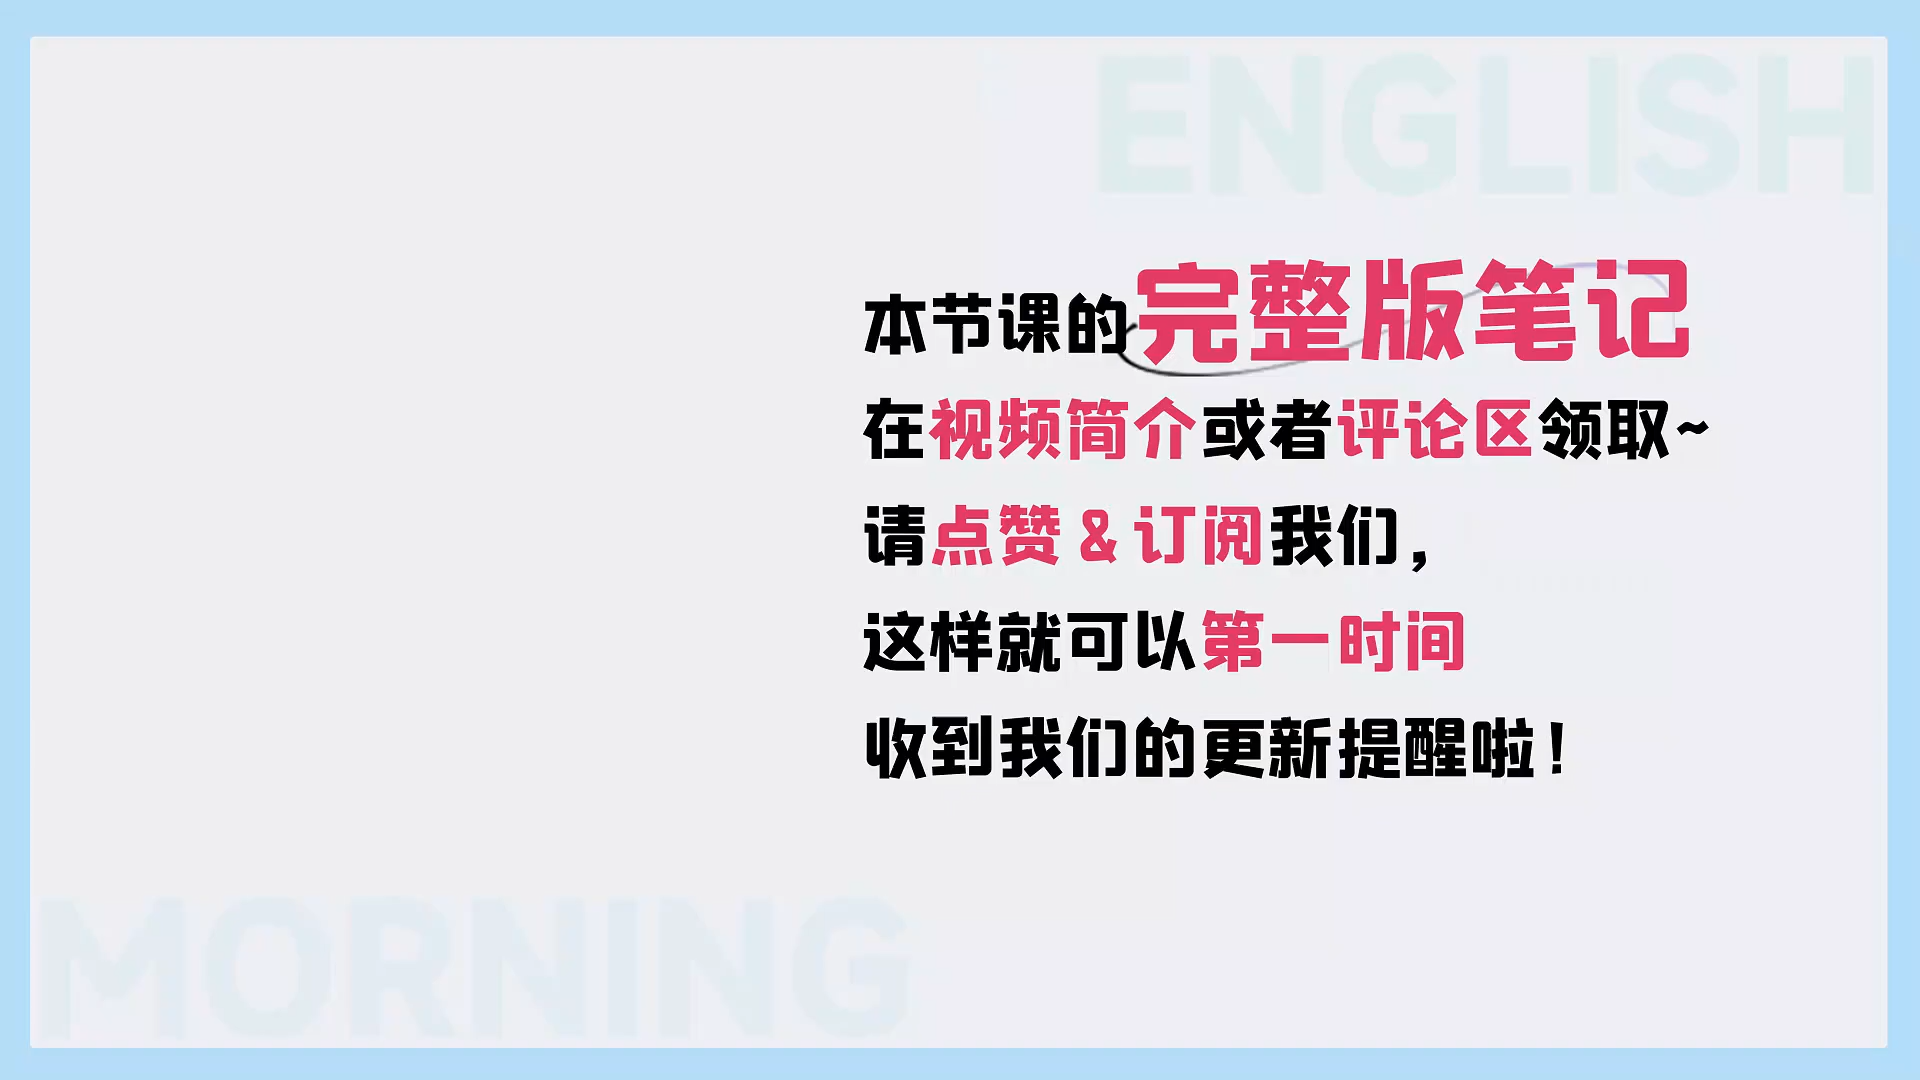 ENGLISH
本节课的完整版笔记
在视频简介或者评论区领取~
请点赞&订阅我们，
这样就可以第一时间
收到我们的更新提醒啦！
MORNING